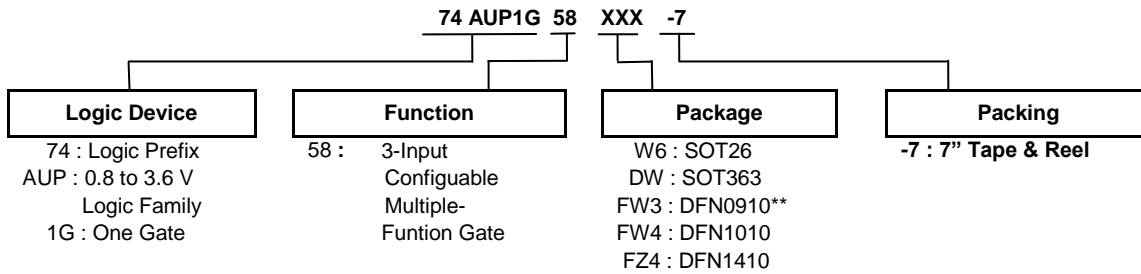 74 AUP1G 58 XXX -7
Logic Device
74 : Logic Prefix
AUP : 0.8 to 3.6 V
Logic Family
1G : One Gate
Function
58 : 3-Input
Configuable
Multiple-
Funtion Gate
Package
W6 : SOT26
DW : SOT363
FW3 : DFN0910**
FW4 : DFN1010
FZ4 : DFN1410
Packing
-7 : 7” Tape & Reel